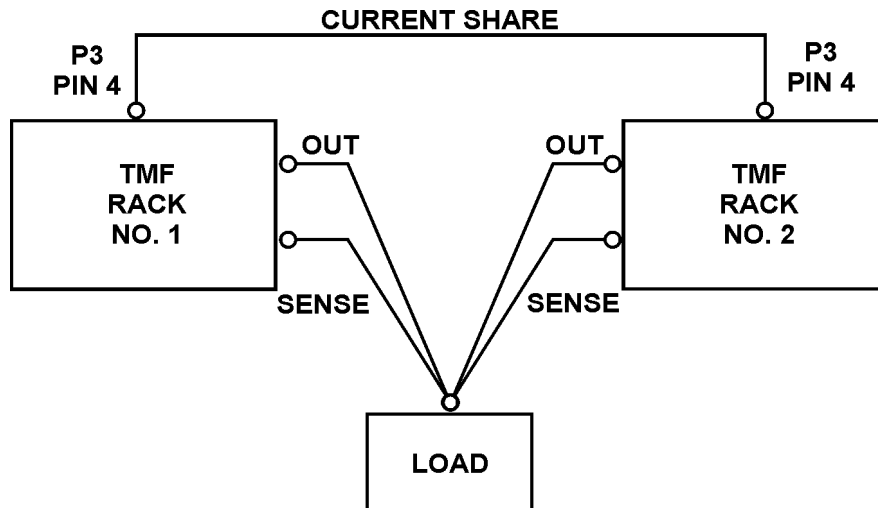 CURRENT SHARE
P3
PIN 4
P3
PIN 4
TMF
RACK
NO. 1
OUT
SENSE
OUT
SENSE
TMF
RACK
NO. 2
LOAD